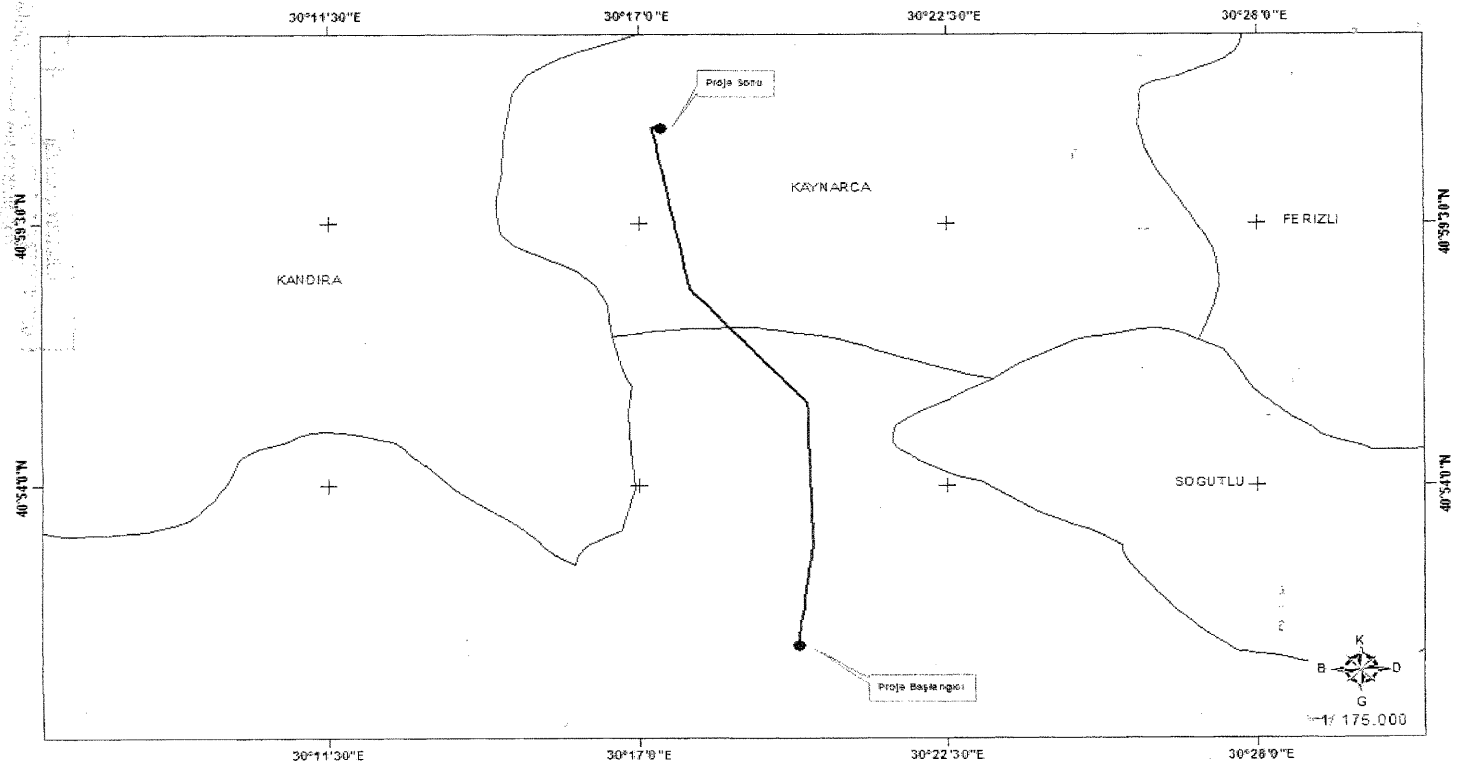 30°11'30"E 30°17'0"E 30°22'30"E 30°28'0"E
Proje Sonu
KAYNARCA
40°59'30"N
40°59'30"N
FERIZLI
KANDIRA
40°54'0"N
SOGUTLU
40°54'0"N
K
B D
G
Proje Başlangıcı
1/ 175.000
30°11'30"E 30°17'0"E 30°22'30"E 30°28'0"E